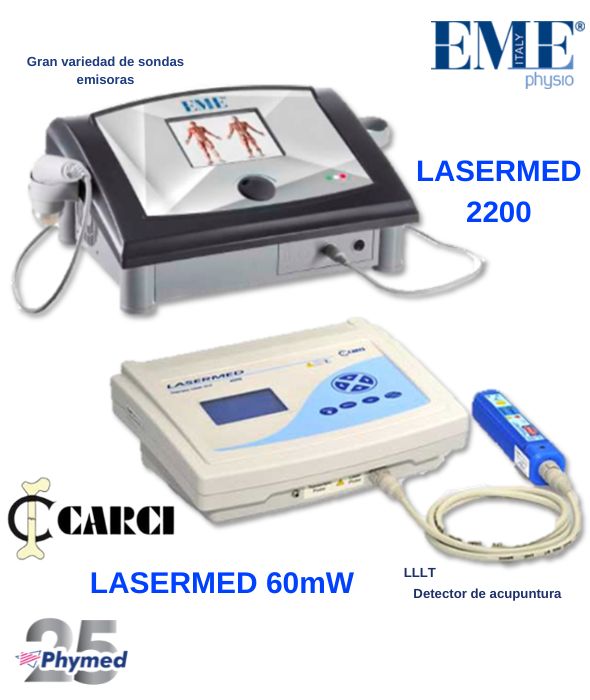 Gran variedad de sondas
emisoras
EME®
ITALY
physio
EME
LASERMED
2200
LASERMED
CARCI
CARCI
LASERMED 60mW
LLLT
Detector de acupuntura
25
Phymed